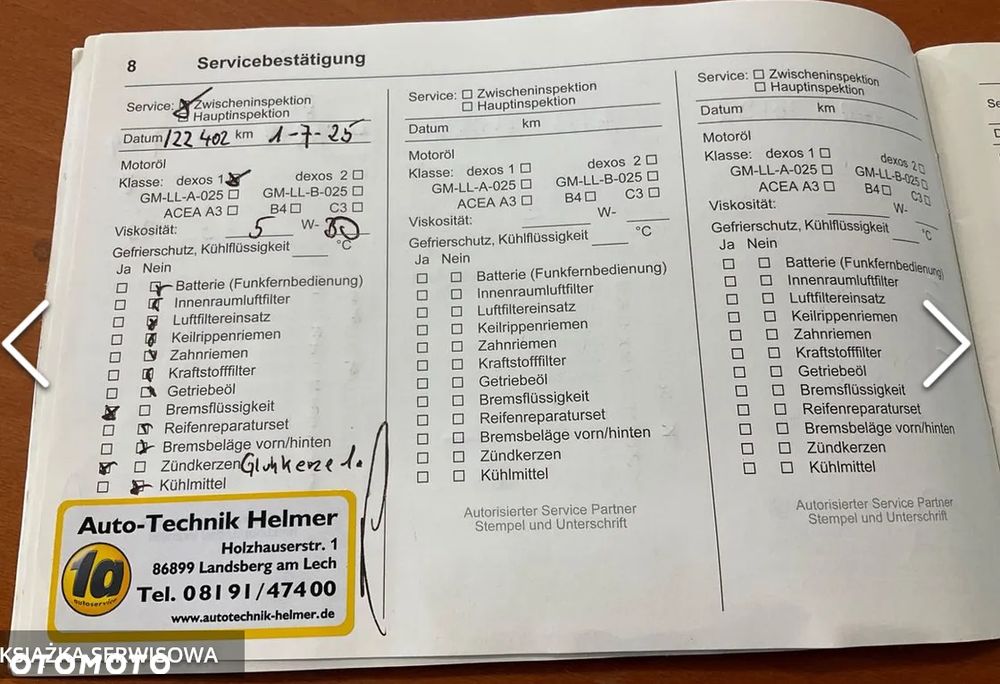 8 Servicebestätigung
Service: Zwischeninspektion
Hauptinspektion
Datum 122 402 km 1-7-25
Motoröl
Klasse: dexos 1 dexos 2
GM-LL-A-025 GM-LL-B-025
ACEA A3 B4 C3
Viskosität: 5 W- 30
Gefrierschutz, Kühlflüssigkeit °C
Ja Nein
Batterie (Funkfernbedienung)
Innenraumluftfilter
Luftfiltereinsatz
Keilrippenriemen
Zahnriemen
Kraftstofffilter
Getriebeöl
Bremsflüssigkeit
Reifenreparaturset
Bremsbeläge vorn/hinten
Zündkerzen Gluhkerze 1.
Kühlmittel
Auto-Technik Helmer
Holzhauserstr. 1
86899 Landsberg am Lech
1a
autoservice
Tel. 08191/47400
www.autotechnik-helmer.de
Service: Zwischeninspektion
Hauptinspektion
Datum km
Motoröl
Klasse: dexos 1 dexos 2
GM-LL-A-025 GM-LL-B-025
ACEA A3 B4 C3
Viskosität: W-
Gefrierschutz, Kühlflüssigkeit °C
Ja Nein
Batterie (Funkfernbedienung)
Innenraumluftfilter
Luftfiltereinsatz
Keilrippenriemen
Zahnriemen
Kraftstofffilter
Getriebeöl
Bremsflüssigkeit
Reifenreparaturset
Bremsbeläge vorn/hinten
Zündkerzen
Kühlmittel
Autorisierter Service Partner
Stempel und Unterschrift
Service: Zwischeninspektion
Hauptinspektion
Datum km
Motoröl
Klasse: dexos 1 dexos 2
GM-LL-A-025 GM-LL-B-025
ACEA A3 B4 C3
Viskosität: W-
Gefrierschutz, Kühlflüssigkeit °C
Ja Nein
Batterie (Funkfernbedienung)
Innenraumluftfilter
Luftfiltereinsatz
Keilrippenriemen
Zahnriemen
Kraftstofffilter
Getriebeöl
Bremsflüssigkeit
Reifenreparaturset
Bremsbeläge vorn/hinten
Zündkerzen
Kühlmittel
Autorisierter Service Partner
Stempel und Unterschrift
KSIĄŻKA SERWISOWA
OTOMOTO